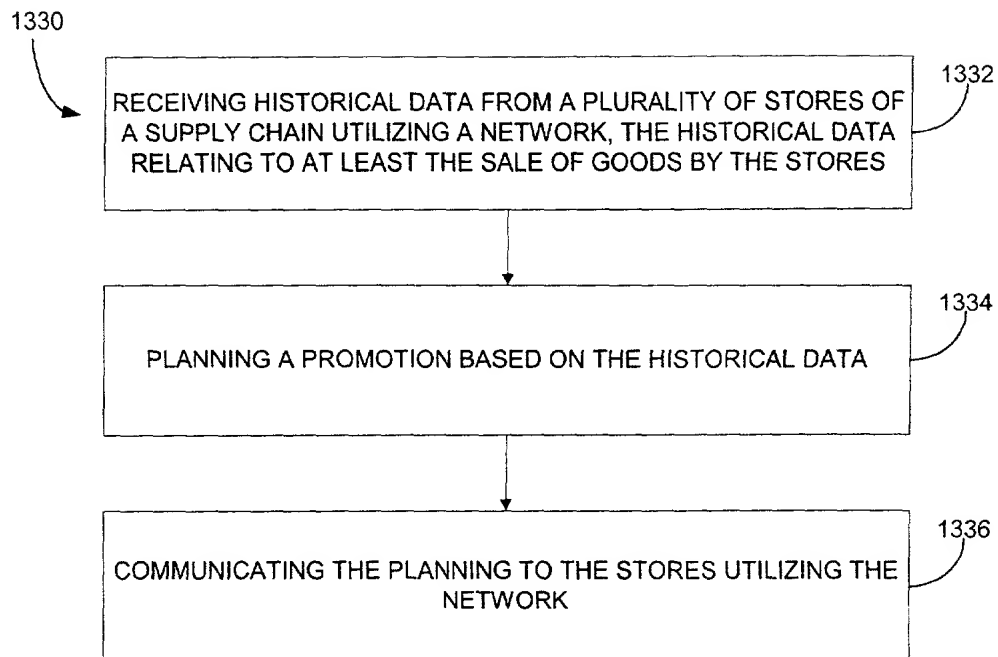 1330
1332
RECEIVING HISTORICAL DATA FROM A PLURALITY OF STORES OF
A SUPPLY CHAIN UTILIZING A NETWORK, THE HISTORICAL DATA
RELATING TO AT LEAST THE SALE OF GOODS BY THE STORES
1334
PLANNING A PROMOTION BASED ON THE HISTORICAL DATA
1336
COMMUNICATING THE PLANNING TO THE STORES UTILIZING THE
NETWORK